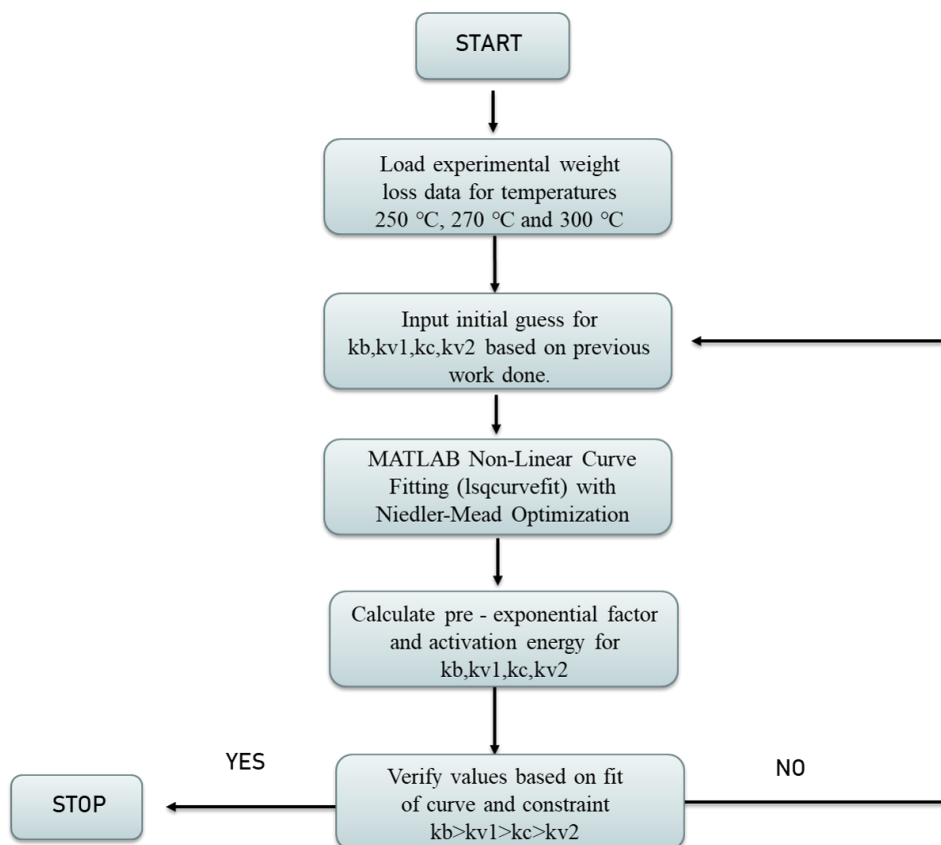 START
Load experimental weight
loss data for temperatures
250 ℃, 270 ℃ and 300 ℃
Input initial guess for
kb,kv1,kc,kv2 based on previous
work done.
MATLAB Non-Linear Curve
Fitting (lsqcurvefit) with
Niedler-Mead Optimization
Calculate pre - exponential factor
and activation energy for
kb,kv1,kc,kv2
YES
NO
STOP
Verify values based on fit
of curve and constraint
kb>kv1>kc>kv2